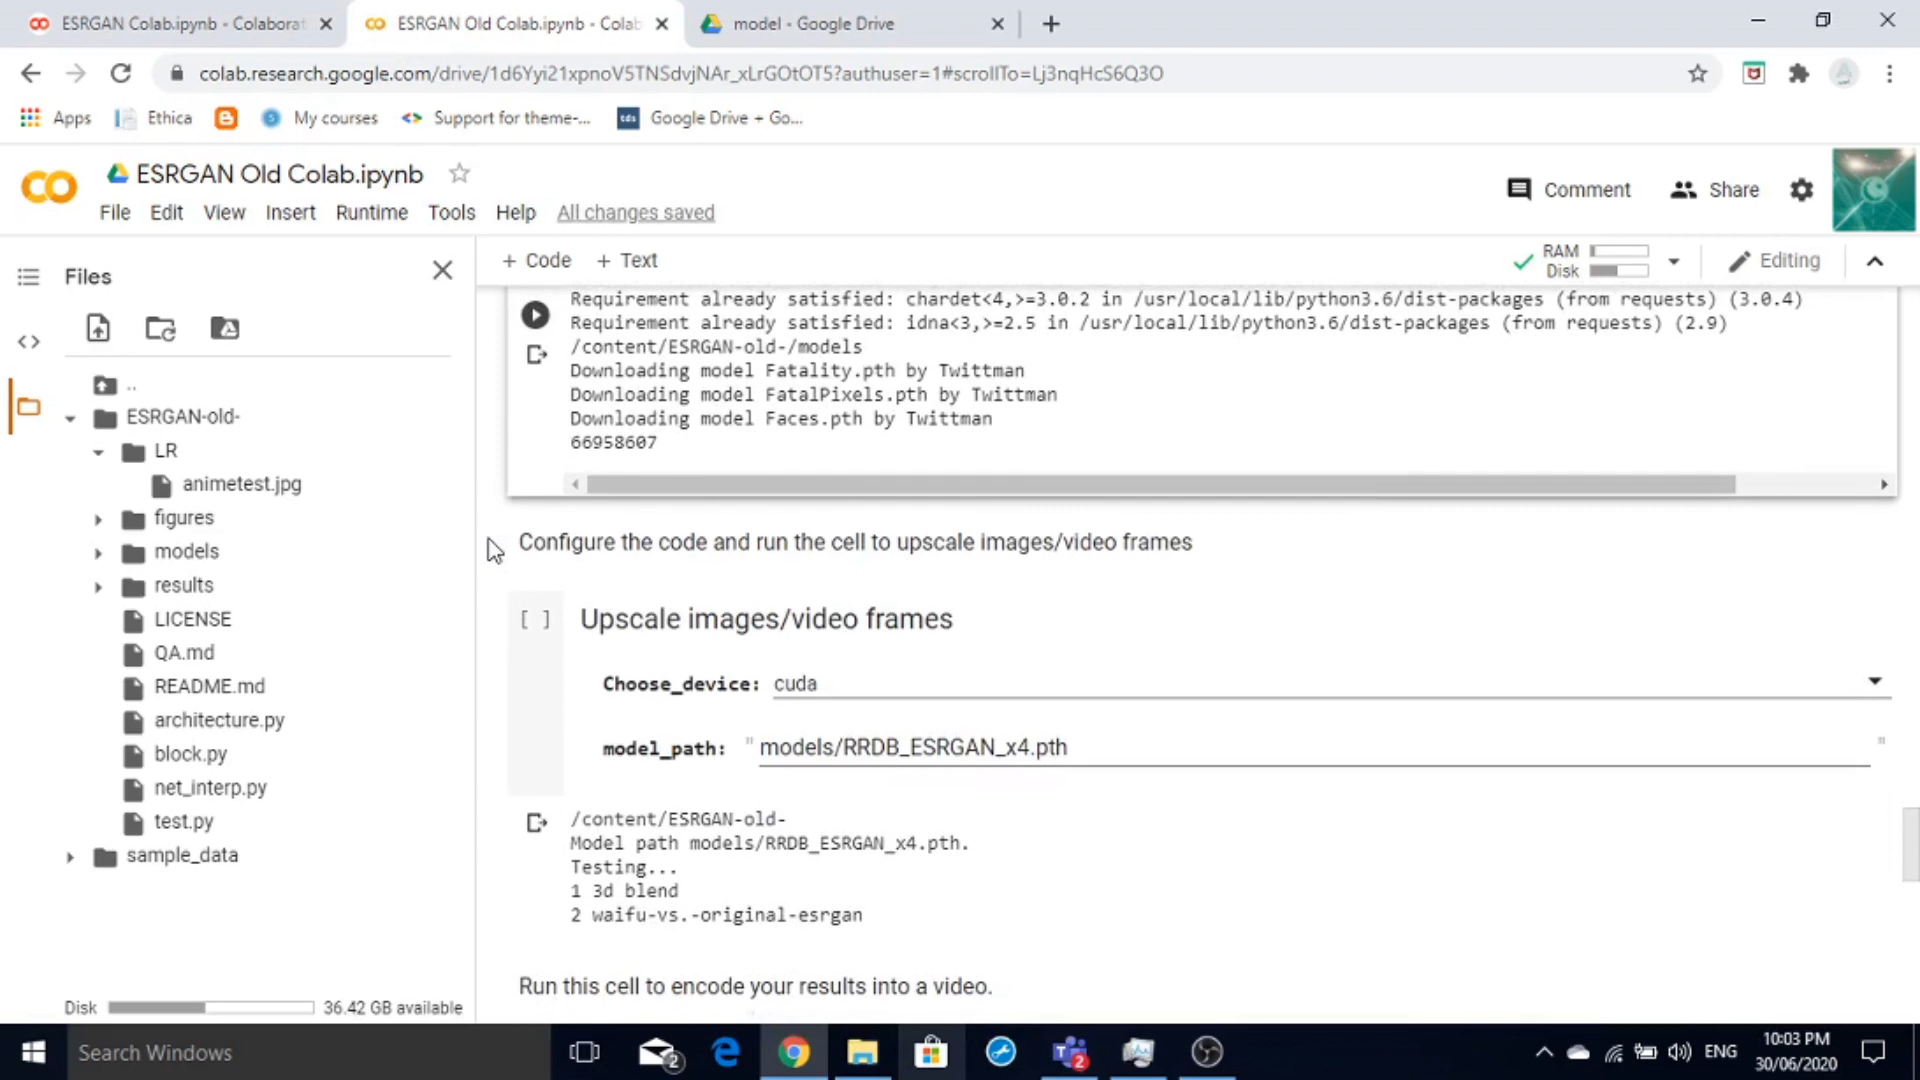 ESRGAN Colab.ipynb - Colaborat
ESRGAN Old Colab.ipynb - Colab
model - Google Drive
colab.research.google.com/drive/1d6Yyi21xpnoV5TNSdvjNAr_xLrGOtOT5?authuser=1#scrollTo=Lj3nqHcS6Q3O
Apps
Ethica
My courses
Support for theme-...
tds
Google Drive + Go...
ESRGAN Old Colab.ipynb
Comment
Share
File Edit View Insert Runtime Tools Help All changes saved
Files
+ Code + Text
RAM
Disk
Editing
..
ESRGAN-old-
LR
animetest.jpg
figures
models
results
LICENSE
QA.md
README.md
architecture.py
block.py
net_interp.py
test.py
sample_data
Disk
36.42 GB available
Requirement already satisfied: chardet<4,>=3.0.2 in /usr/local/lib/python3.6/dist-packages (from requests) (3.0.4)
Requirement already satisfied: idna<3,>=2.5 in /usr/local/lib/python3.6/dist-packages (from requests) (2.9)
/content/ESRGAN-old-/models
Downloading model Fatality.pth by Twittman
Downloading model FatalPixels.pth by Twittman
Downloading model Faces.pth by Twittman
66958607
Configure the code and run the cell to upscale images/video frames
[ ] Upscale images/video frames
Choose_device: cuda
model_path: " models/RRDB_ESRGAN_x4.pth "
/content/ESRGAN-old-
Model path models/RRDB_ESRGAN_x4.pth.
Testing...
1 3d blend
2 waifu-vs.-original-esrgan
Run this cell to encode your results into a video.
Search Windows
2
2
ENG
10:03 PM
30/06/2020